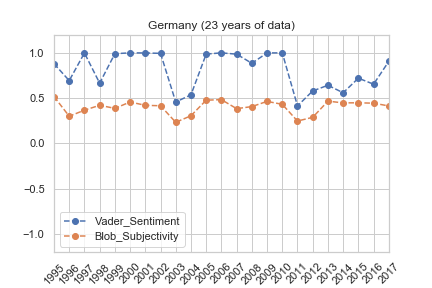 Germany (23 years of data)
1.0
0.5
0.0
−0.5
−1.0
Vader_Sentiment
Blob_Subjectivity
1995 1996 1997 1998 1999 2000 2001 2002 2003 2004 2005 2006 2007 2008 2009 2010 2011 2012 2013 2014 2015 2016 2017